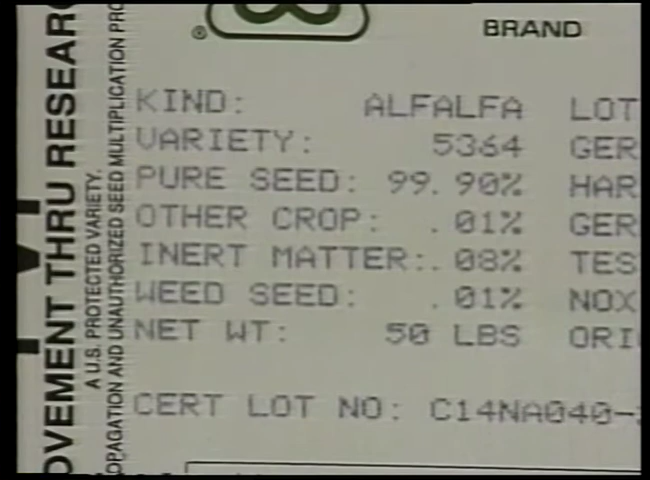 ® BRAND
KIND: ALFALFA LOT
VARIETY: 5364 GER
PURE SEED: 99.90% HAR
OTHER CROP: .01% GER
INERT MATTER: .08% TES
WEED SEED: .01% NOX
NET WT: 50 LBS ORI
CERT LOT NO: C14NA040-
OVEMENT THRU RESEARC
A U.S. PROTECTED VARIETY.
OPAGATION AND UNAUTHORIZED SEED MULTIPLICATION PRO